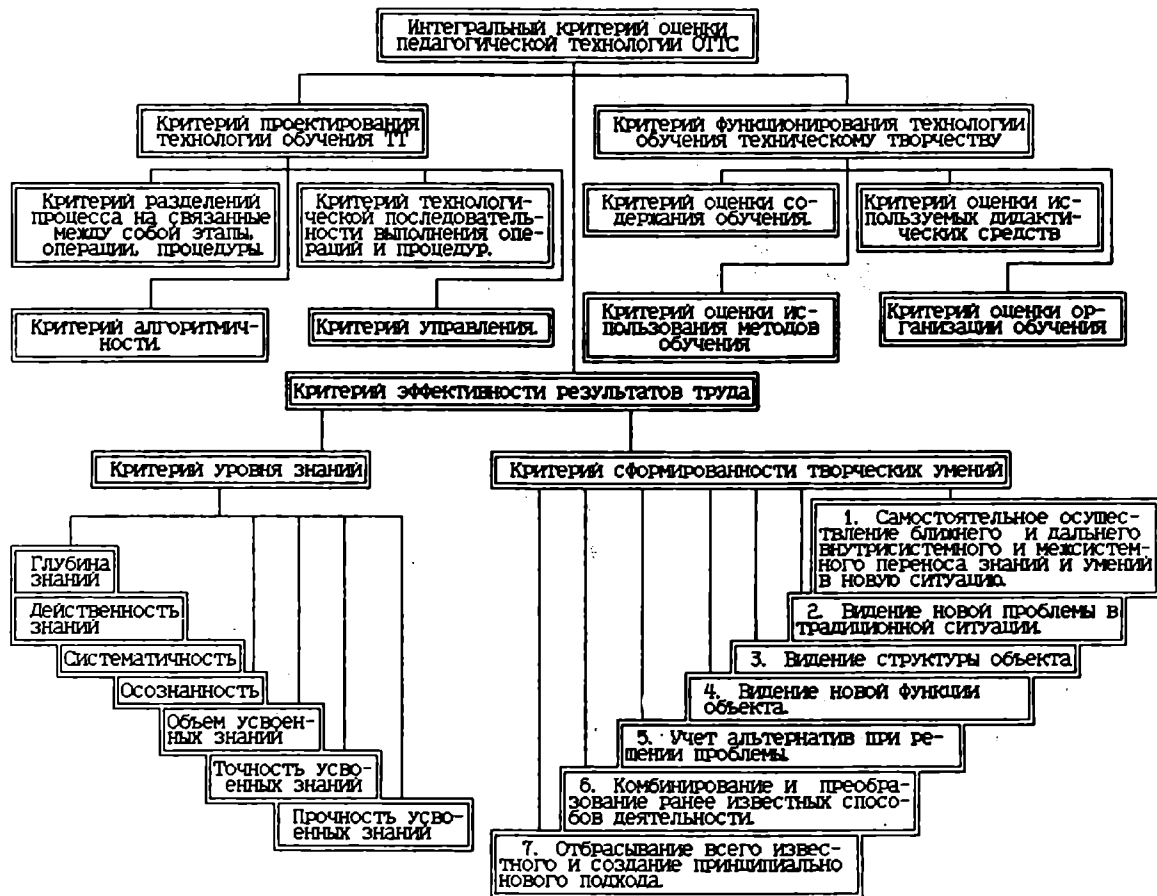 Интегральный критерий оценки
педагогической технологии ОТТС
Критерий проектирования
технологии обучения ТТ
Критерий функционирования технологии
обучения техническому творчеству
Критерий разделений
процесса на связанные
между собой этапы,
операции, процедуры.
Критерий технологи-
ческой последователь-
ности выполнения опе-
раций и процедур.
Критерий оценки со-
держания обучения.
Критерий оценки ис-
пользуемых дидакти-
ческих средств
Критерий алгоритмич-
ности.
Критерий управления.
Критерий оценки ис-
пользования методов
обучения
Критерий оценки ор-
ганизации обучения
Критерий эффективности результатов труда
Критерий уровня знаний
Критерий сформированности творческих умений
Глубина
знаний
Действенность
знаний
Систематичность
Осознанность
Объем усвоен-
ных знаний
Точность усво-
енных знаний
Прочность усво-
енных знаний
1. Самостоятельное осущес-
твление ближнего и дальнего
внутрисистемного и межсистем-
ного переноса знаний и умений
в новую ситуацию.
2. Видение новой проблемы в
традиционной ситуации.
3. Видение структуры объекта
4. Видение новой функции
объекта.
5. Учет альтернатив при ре-
шении проблемы.
6. Комбинирование и преобра-
зование ранее известных спосо-
бов деятельности.
7. Отбрасывание всего извес-
тного и создание принципиально
нового подхода.